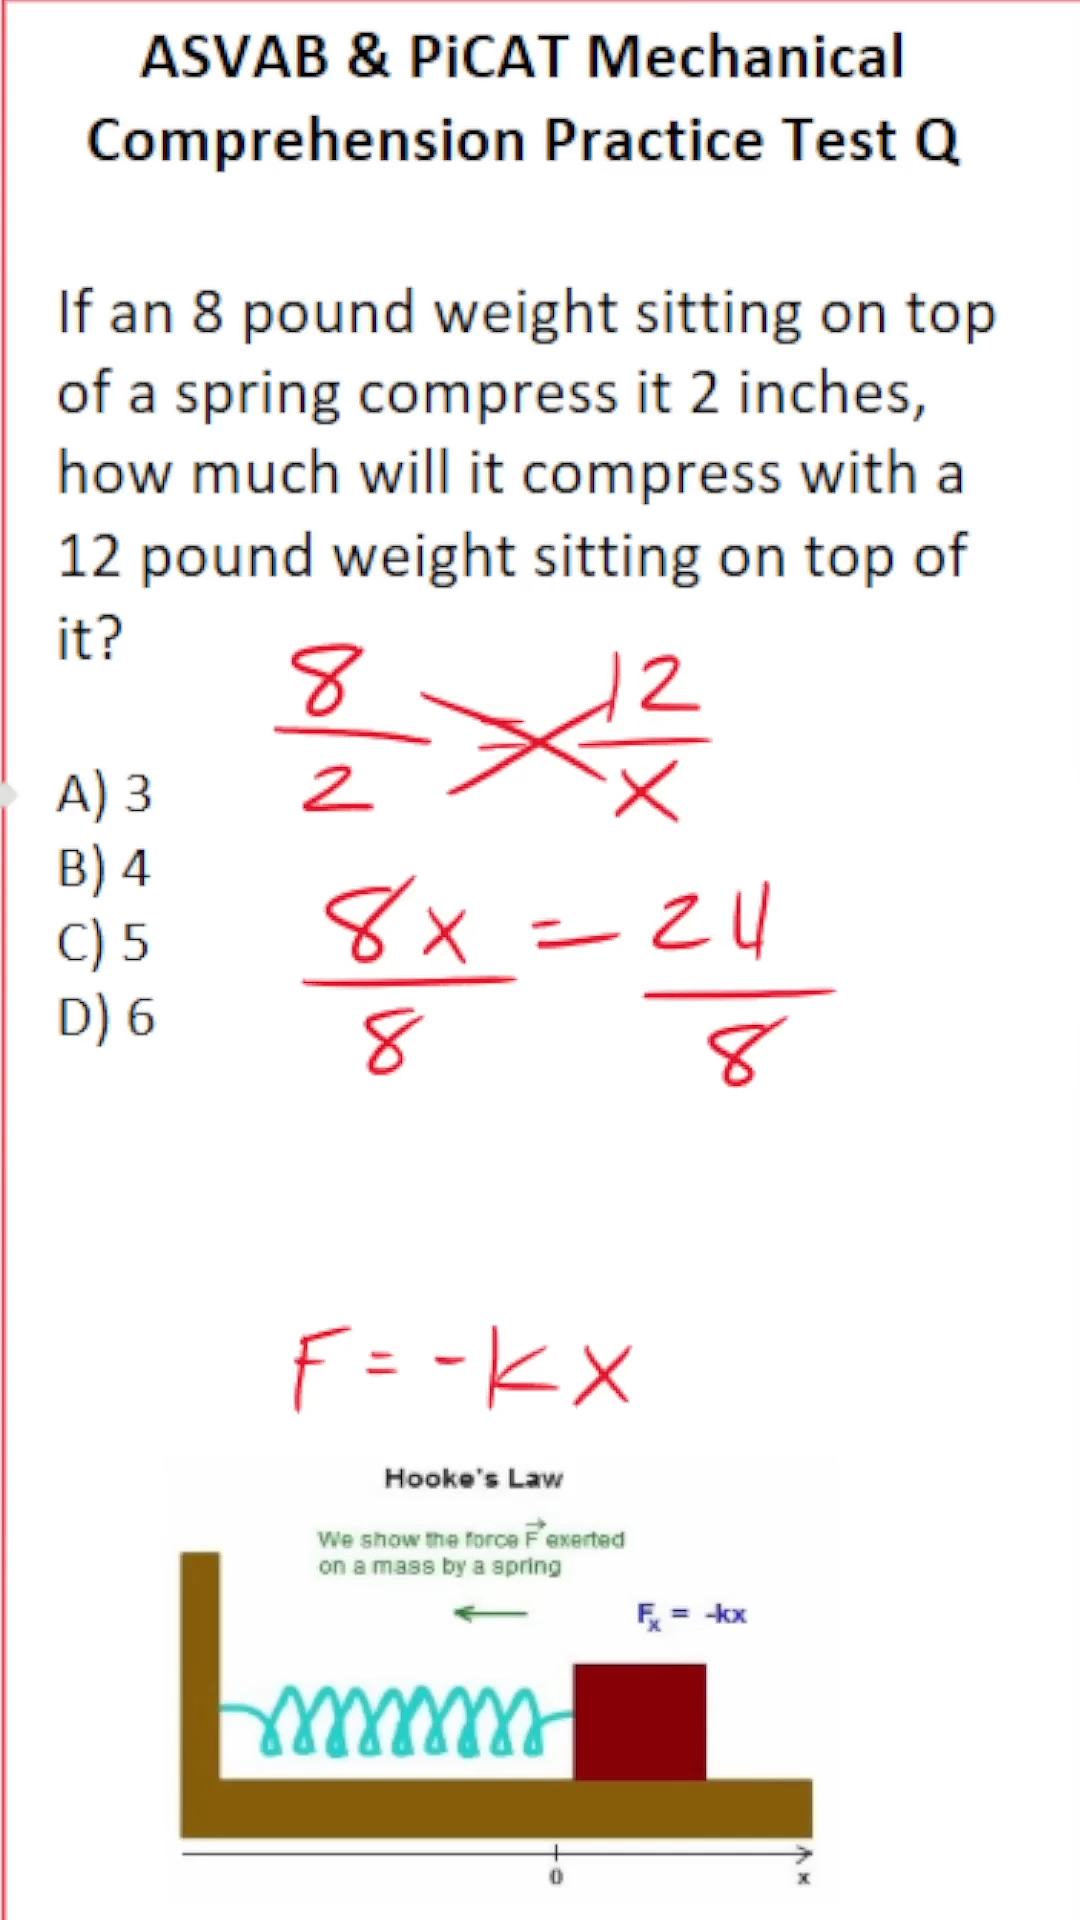 ASVAB & PiCAT Mechanical
Comprehension Practice Test Q
If an 8 pound weight sitting on top
of a spring compress it 2 inches,
how much will it compress with a
12 pound weight sitting on top of
it?
8/2 = 12/x
A) 3
B) 4
C) 5
D) 6
8x/8 = 24/8
F = -kx
Hooke's Law
We show the force F⃗ exerted
on a mass by a spring
Fₓ = -kx
0
x